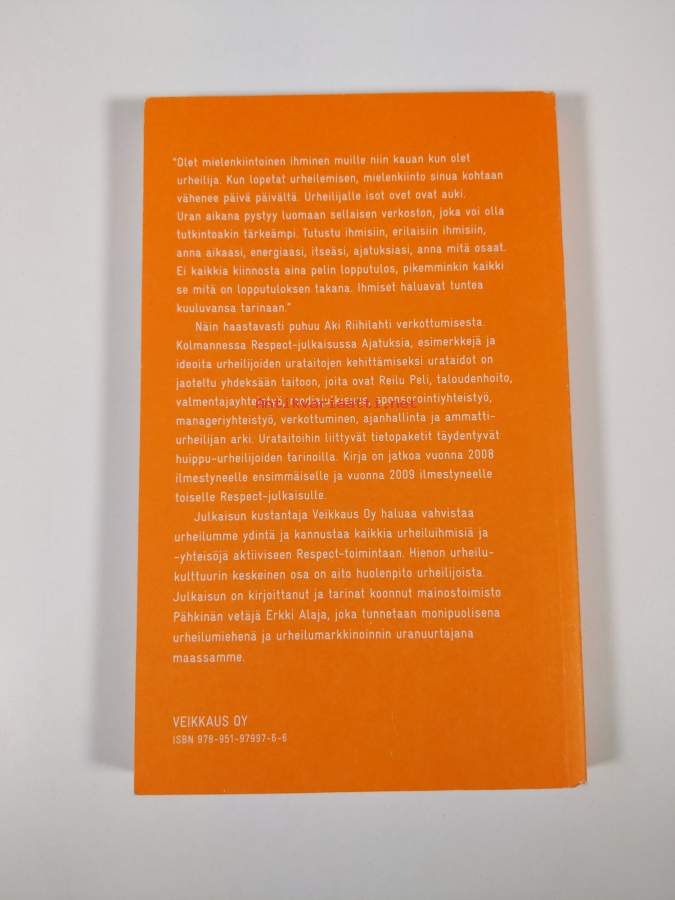 "Olet mielenkiintoinen ihminen muille niin kauan kun olet
urheilija. Kun lopetat urheilemisen, mielenkiinto sinua kohtaan
vähenee päivä päivältä. Urheilijalle isot ovet ovat auki.
Uran aikana pystyy luomaan sellaisen verkoston, joka voi olla
tutkintoakin tärkeämpi. Tutustu ihmisiin, erilaisiin ihmisiin,
anna aikaasi, energiaasi, itseäsi, ajatuksiasi, anna mitä osaat.
Ei kaikkia kiinnosta aina pelin lopputulos, pikemminkin kaikki
se mitä on lopputuloksen takana. Ihmiset haluavat tuntea
kuuluvansa tarinaan."
Näin haastavasti puhuu Aki Riihilahti verkottumisesta.
Kolmannessa Respect-julkaisussa Ajatuksia, esimerkkejä ja
ideoita urheilijoiden urataitojen kehittämiseksi urataidot on
jaoteltu yhdeksään taitoon, joita ovat Reilu Peli, taloudenhoito,
valmentajayhteistyö, sponsorointiyhteistyö,
Antikvariaatti.net
manageriyhteistyö, verkottuminen, ajanhallinta ja ammatti-
urheilijan arki. Urataitoihin liittyvät tietopaketit täydentyvät
huippu-urheilijoiden tarinoilla. Kirja on jatkoa vuonna 2008
ilmestyneelle ensimmäiselle ja vuonna 2009 ilmestyneelle
toiselle Respect-julkaisulle.
Julkaisun kustantaja Veikkaus Oy haluaa vahvistaa
urheilumme ydintä ja kannustaa kaikkia urheiluihmisiä ja
-yhteisöjä aktiiviseen Respect-toimintaan. Hienon urheilu-
kulttuurin keskeinen osa on aito huolenpito urheilijoista.
Julkaisun on kirjoittanut ja tarinat koonnut mainostoimisto
Pähkinän vetäjä Erkki Alaja, joka tunnetaan monipuolisena
urheilumiehenä ja urheilumarkkinoinnin uranuurtajana
maassamme.
VEIKKAUS OY
ISBN 978-951-97997-6-6